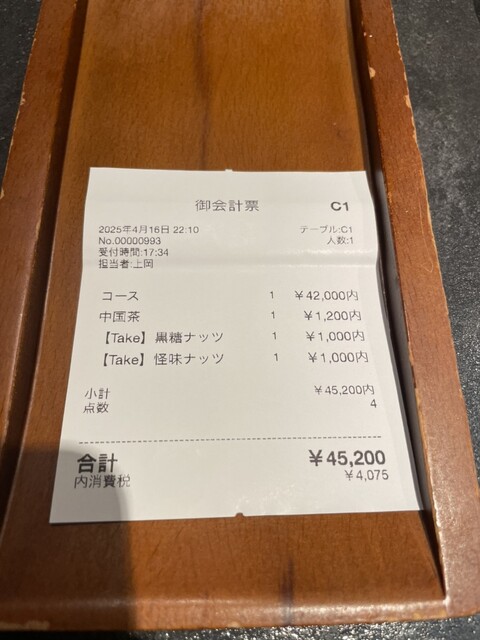 御会計票 C1
2025年4月16日 22:10 テーブル:C1
No.00000993 人数:1
受付時間:17:34
担当者:上岡
コース 1 ¥42,000内
中国茶 1 ¥1,200内
【Take】黒糖ナッツ 1 ¥1,000内
【Take】怪味ナッツ 1 ¥1,000内
小計 ¥45,200内
点数 4
合計 ¥45,200
内消費税 ¥4,075